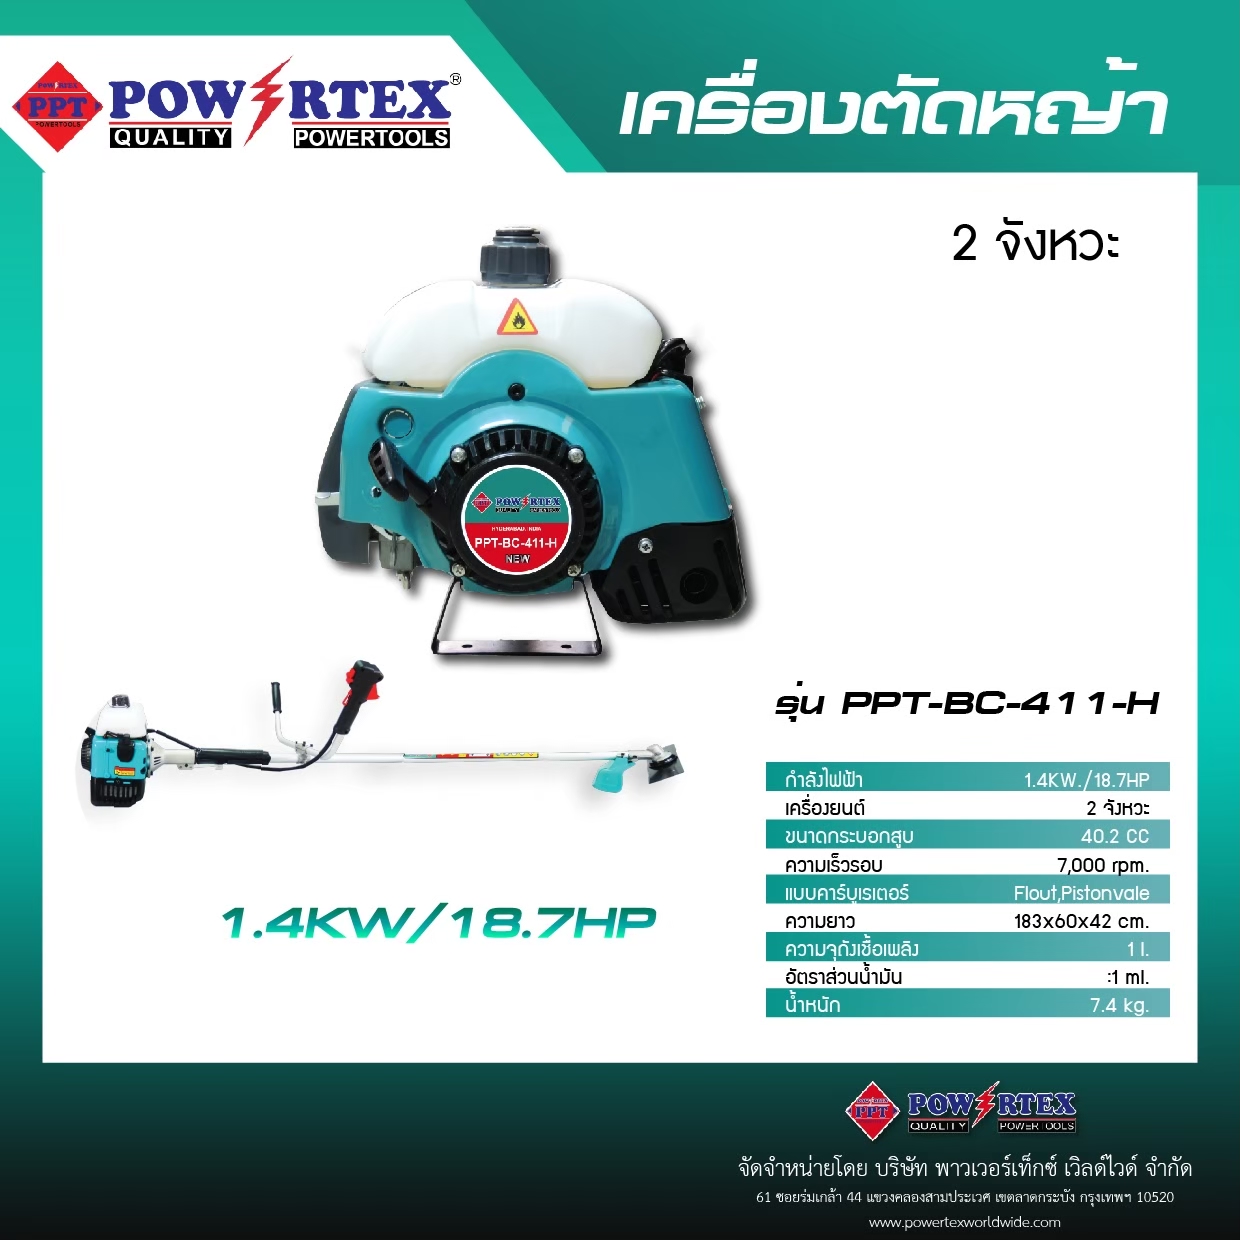 POWERTEX
PPT
POWERTOOLS
POWERTEX®
QUALITY POWERTOOLS
เครื่องตัดหญ้า
2 จังหวะ
POWERTEX
HYDERABAD, INDIA
PPT-BC-411-H
NEW
รุ่น PPT-BC-411-H
กำลังไฟฟ้า 1.4KW./18.7HP
เครื่องยนต์ 2 จังหวะ
ขนาดกระบอกสูบ 40.2 CC
ความเร็วรอบ 7,000 rpm.
แบบคาร์บูเรเตอร์ Flout,Pistonvale
ความยาว 183x60x42 cm.
ความจุถังเชื้อเพลิง 1 l.
อัตราส่วนน้ำมัน :1 ml.
น้ำหนัก 7.4 kg.
1.4KW/18.7HP
PPT POWERTEX
QUALITY POWERTOOLS
จัดจำหน่ายโดย บริษัท พาวเวอร์เท็กซ์ เวิลด์ไวด์ จำกัด
61 ซอยร่มเกล้า 44 แขวงคลองสามประเวศ เขตลาดกระบัง กรุงเทพฯ 10520
www.powertexworldwide.com